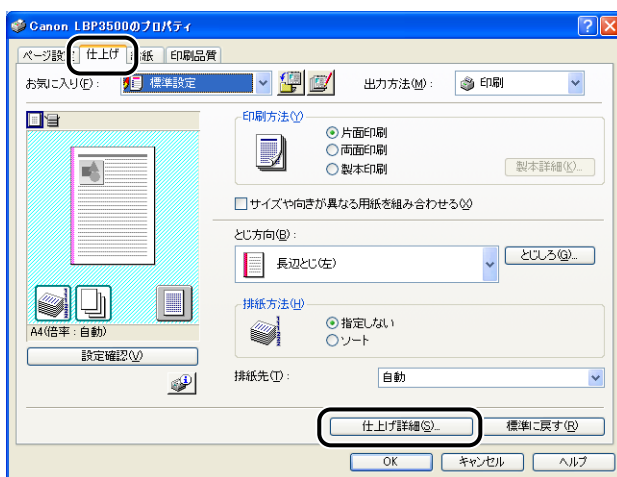 Canon LBP3500のプロパティ
ページ設定 仕上げ 給紙 印刷品質
お気に入り(F): 標準設定 出力方法(M): 印刷
印刷方法(Y)
片面印刷
両面印刷
製本印刷 製本詳細(K)...
サイズや向きが異なる用紙を組み合わせる(X)
とじ方向(B):
長辺とじ(左) とじしろ(G)...
排紙方法(H)
指定しない
ソート
A4(倍率:自動)
設定確認(V)
排紙先(T): 自動
仕上げ詳細(S)... 標準に戻す(R)
OK キャンセル ヘルプ